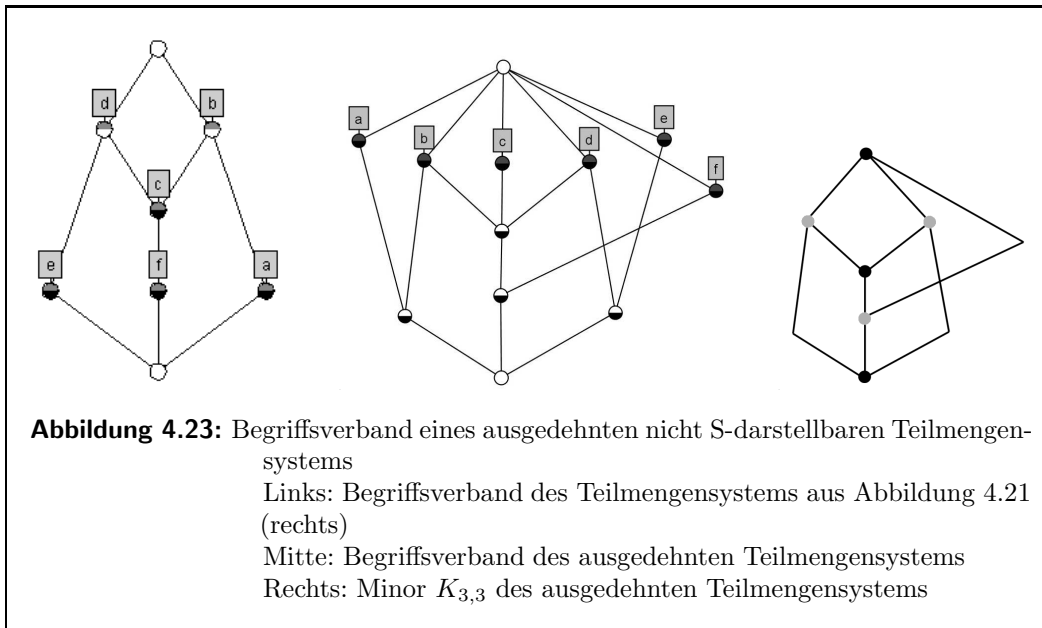 d
b
c
e
f
a
a
b
c
d
e
f
Abbildung 4.23: Begriffsverband eines ausgedehnten nicht S-darstellbaren Teilmengen-
systems
Links: Begriffsverband des Teilmengensystems aus Abbildung 4.21
(rechts)
Mitte: Begriffsverband des ausgedehnten Teilmengensystems
Rechts: Minor K₃,₃ des ausgedehnten Teilmengensystems